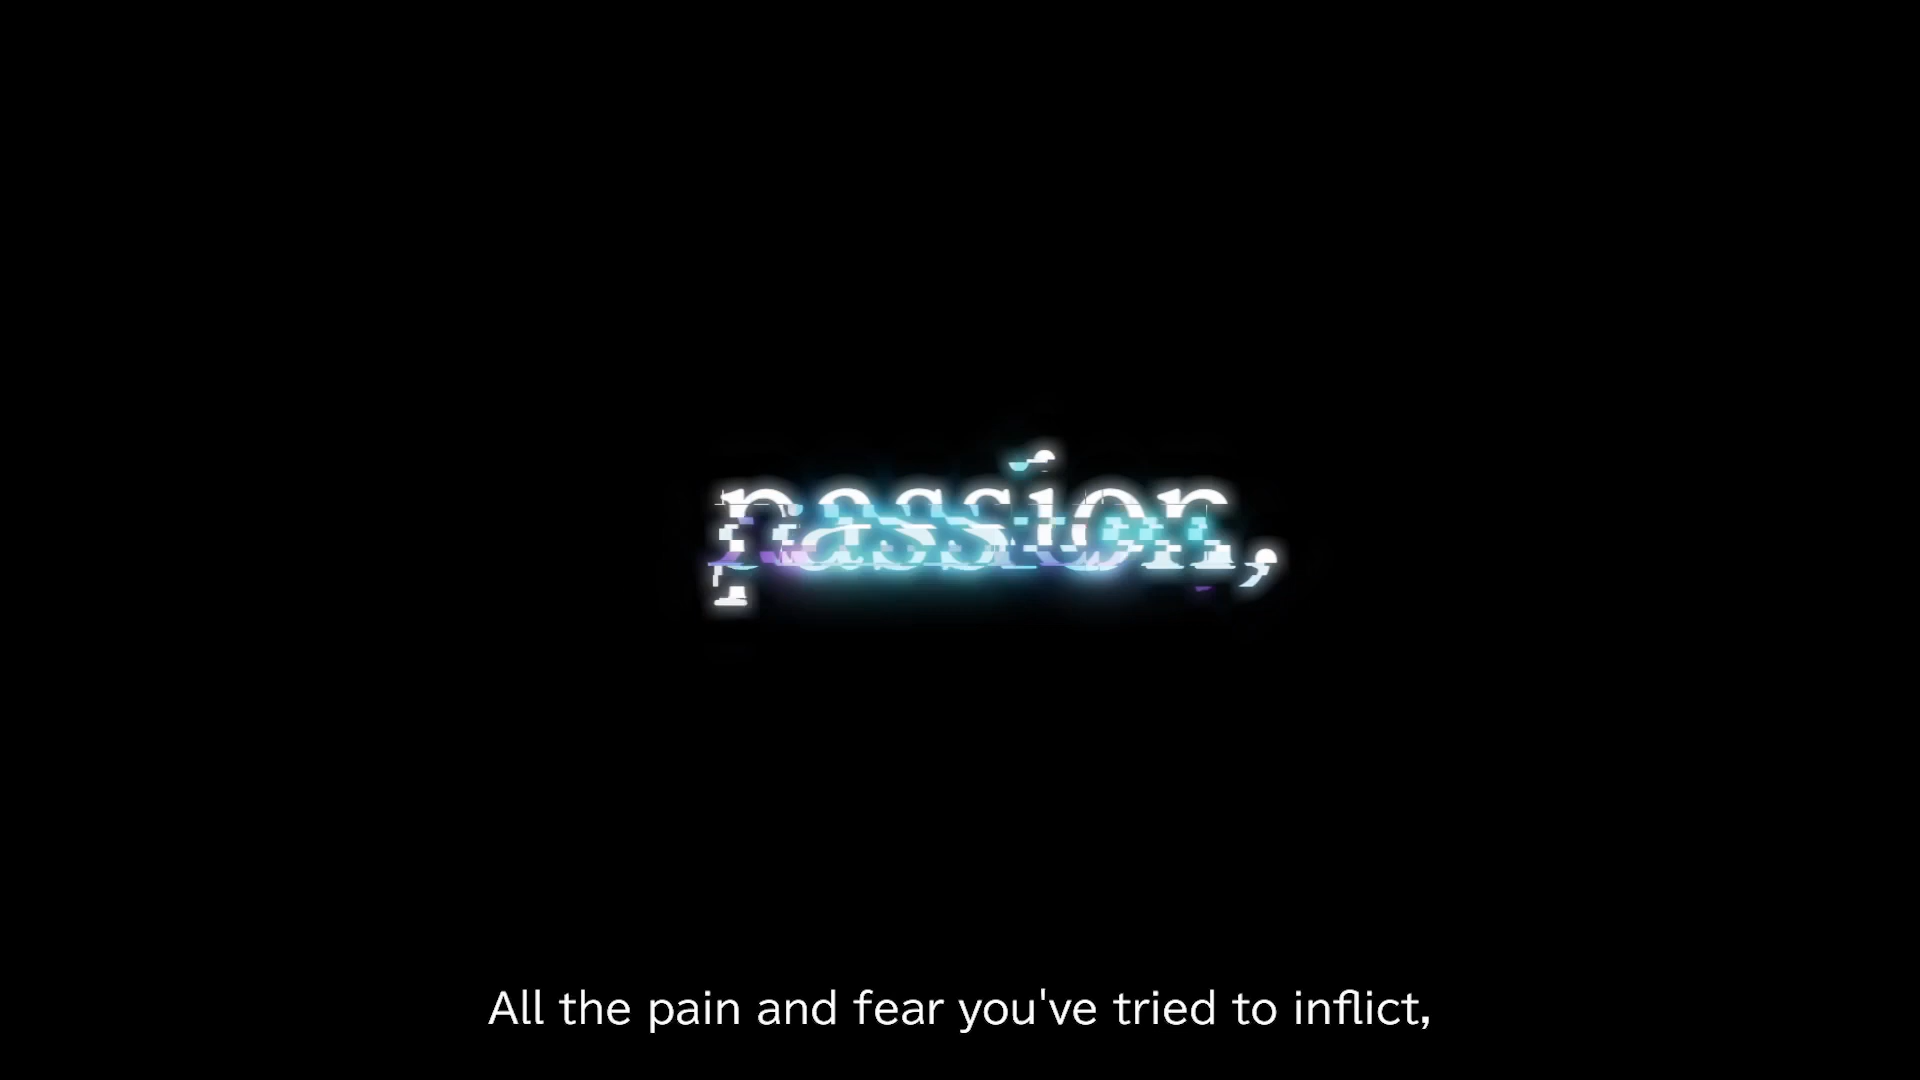 passion,
All the pain and fear you've tried to inflict,